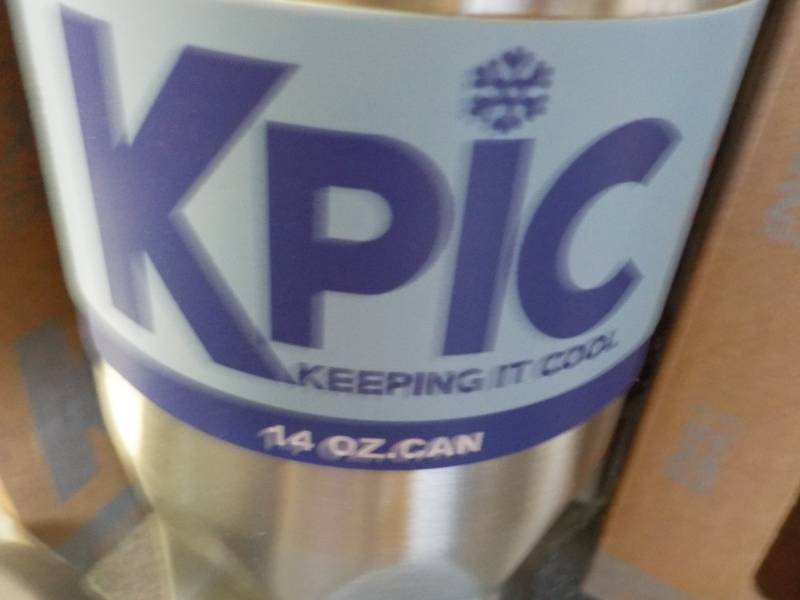 KPiC
KEEPING IT COOL
14 OZ.CAN